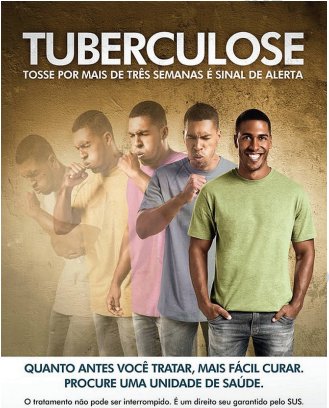 TUBERCULOSE
TOSSE POR MAIS DE TRÊS SEMANAS É SINAL DE ALERTA
QUANTO ANTES VOCÊ TRATAR, MAIS FÁCIL CURAR.
PROCURE UMA UNIDADE DE SAÚDE.
O tratamento não pode ser interrompido. É um direito seu garantido pelo SUS.